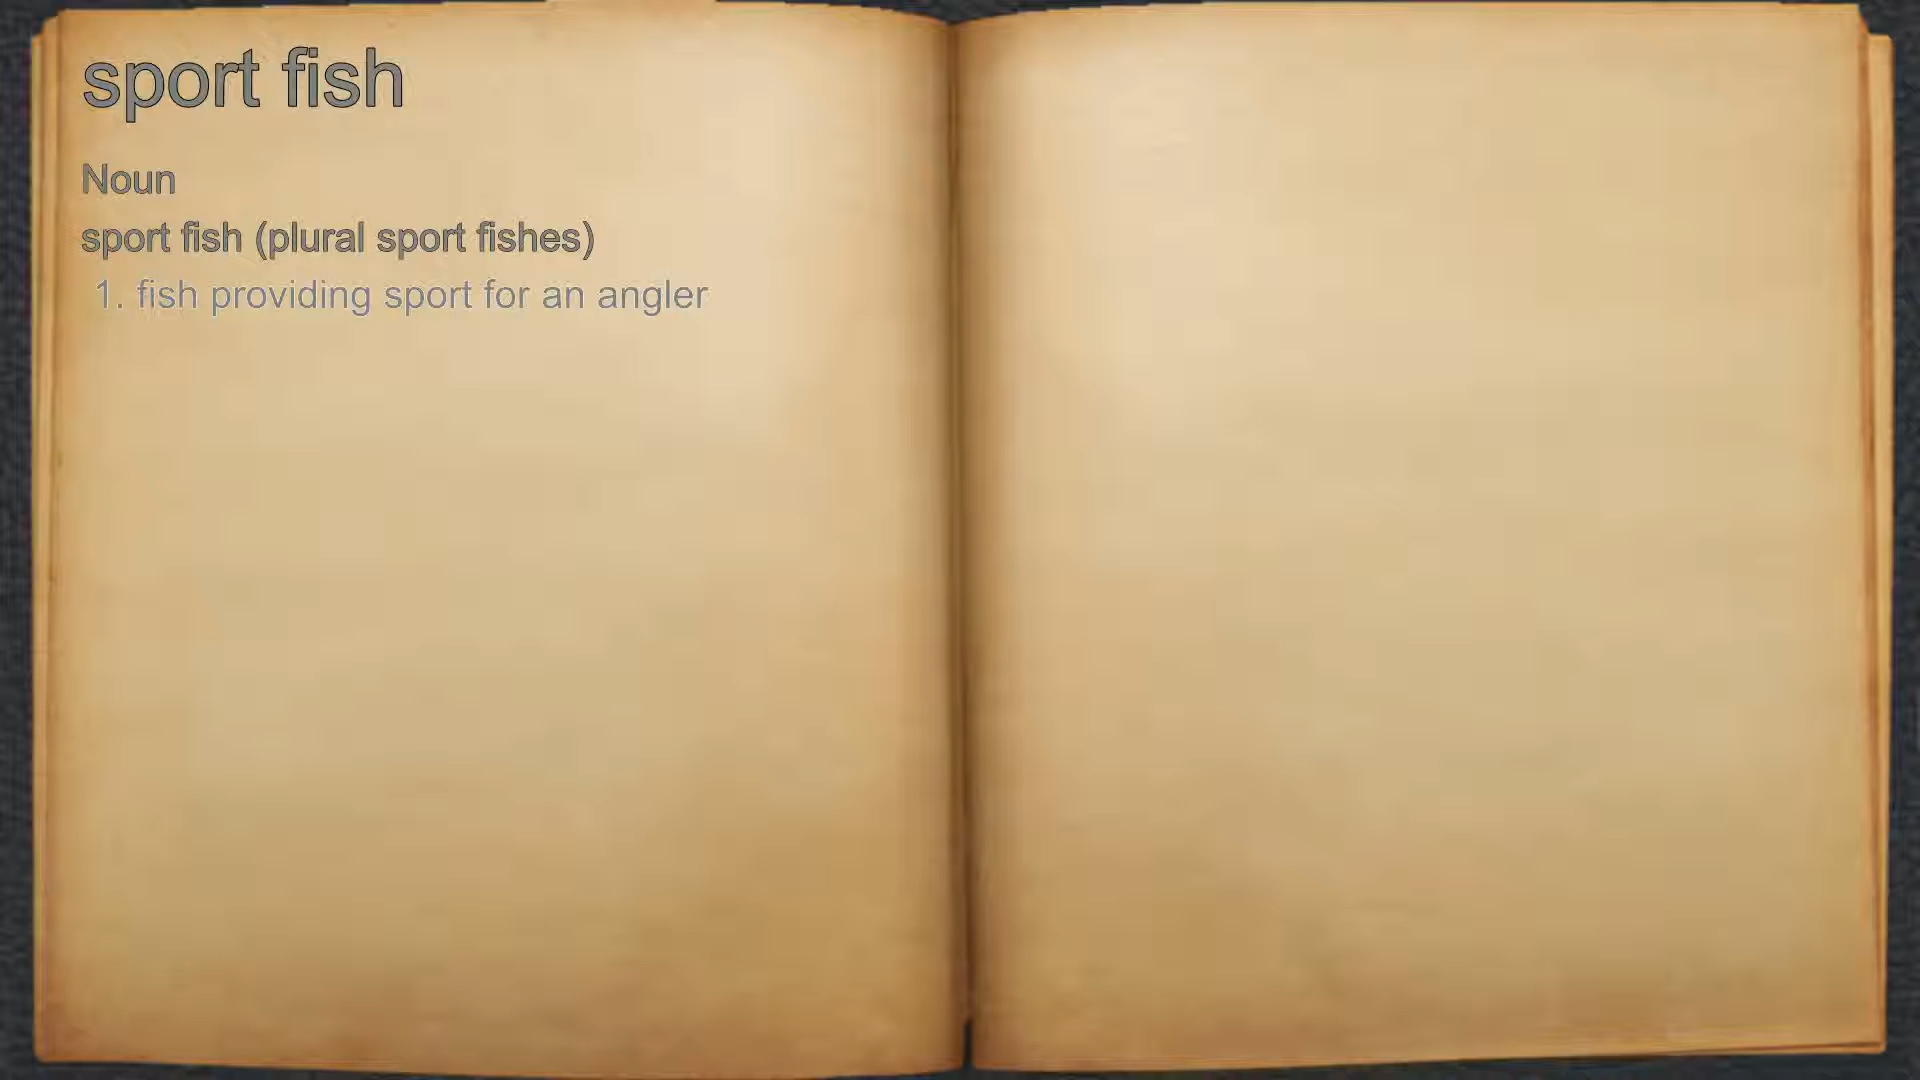 sport fish
Noun
sport fish (plural sport fishes)
1. fish providing sport for an angler